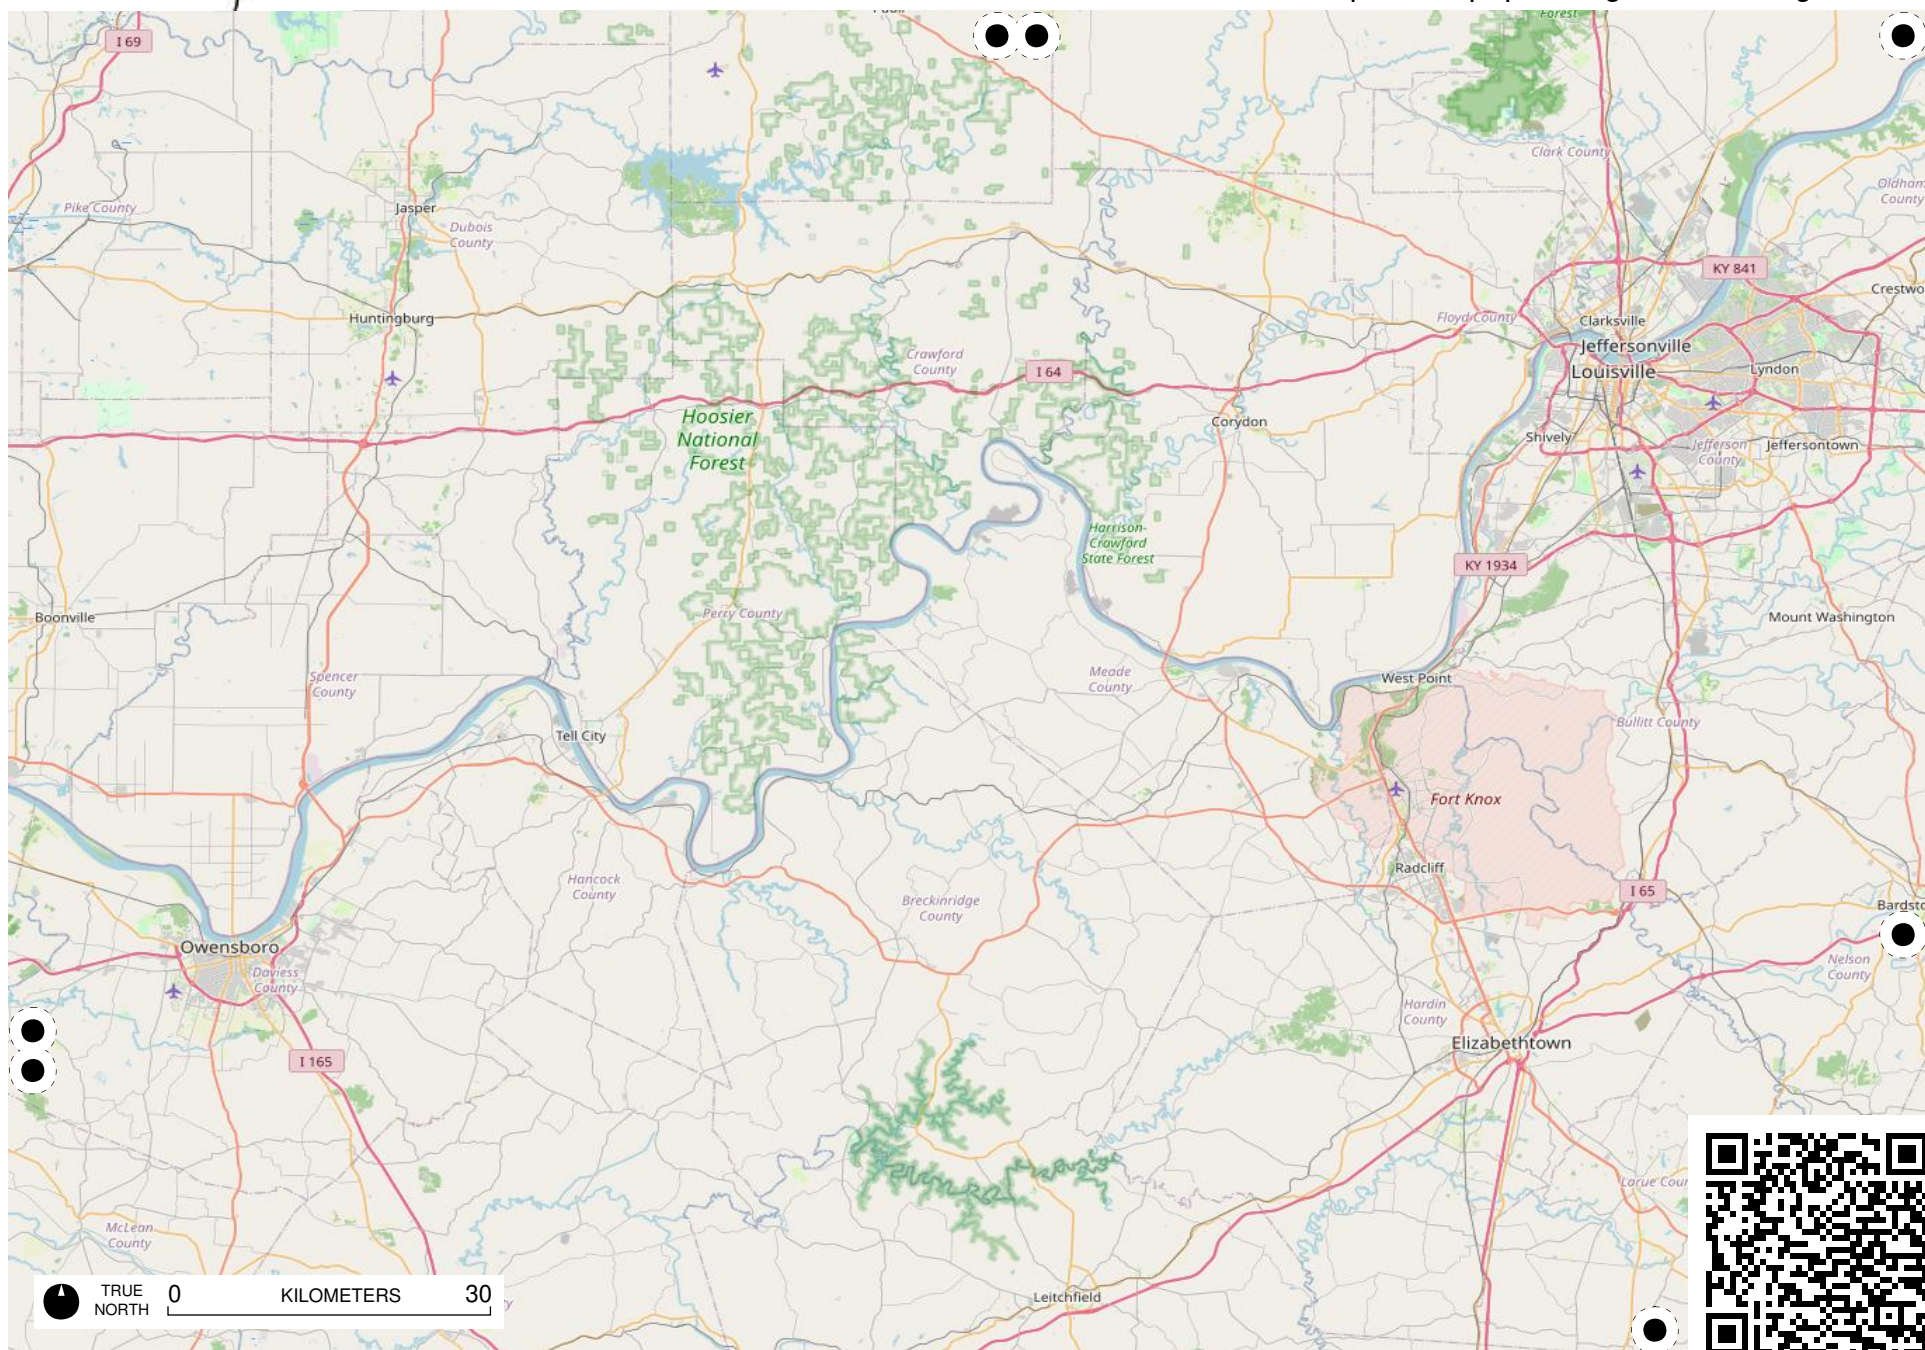 I 69
Forest
Clark County
Pike County
Jasper
Dubois
County
Oldham
County
KY 841
Crestwo
Huntingburg
Floyd County
Clarksville
Jeffersonville
Louisville
Lyndon
Crawford
County
I 64
Hoosier
National
Forest
Corydon
Shively
Jefferson
County
Jeffersontown
Harrison-
Crawford
State Forest
KY 1934
Boonville
Perry County
Mount Washington
Spencer
County
Meade
County
West Point
Bullitt County
Tell City
Fort Knox
Hancock
County
Radcliff
I 65
Breckinridge
County
Bardsto
Owensboro
Daviess
County
Nelson
County
Hardin
County
I 165
Elizabethtown
Larue Cou
McLean
County
TRUE
NORTH
0 KILOMETERS 30
Leitchfield